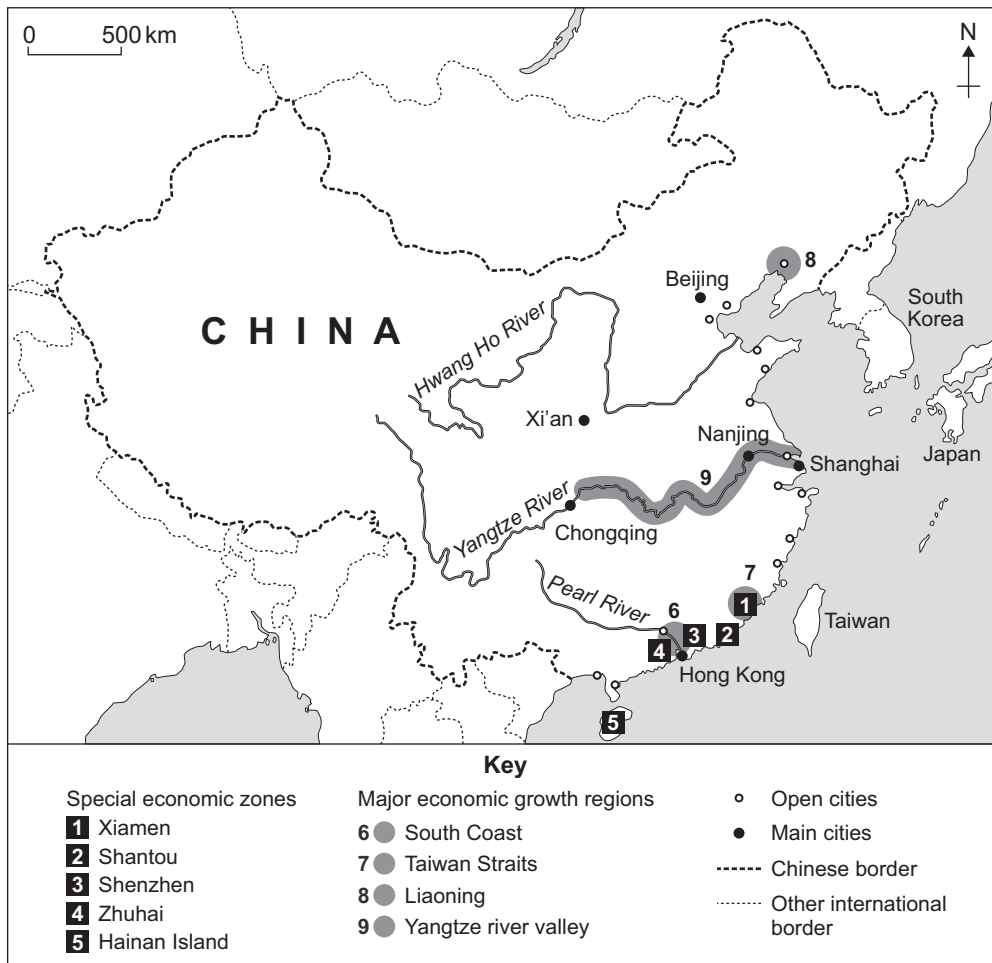 0 500 km
N
8
Beijing
South
Korea
C H I N A
Hwang Ho River
Xi'an
Nanjing
Japan
9
Shanghai
Yangtze River
Chongqing
7
Pearl River
6
1
Taiwan
3
2
4
Hong Kong
5
Key
Special economic zones
1 Xiamen
2 Shantou
3 Shenzhen
4 Zhuhai
5 Hainan Island
Major economic growth regions
6 South Coast
7 Taiwan Straits
8 Liaoning
9 Yangtze river valley
Open cities
Main cities
Chinese border
Other international
border